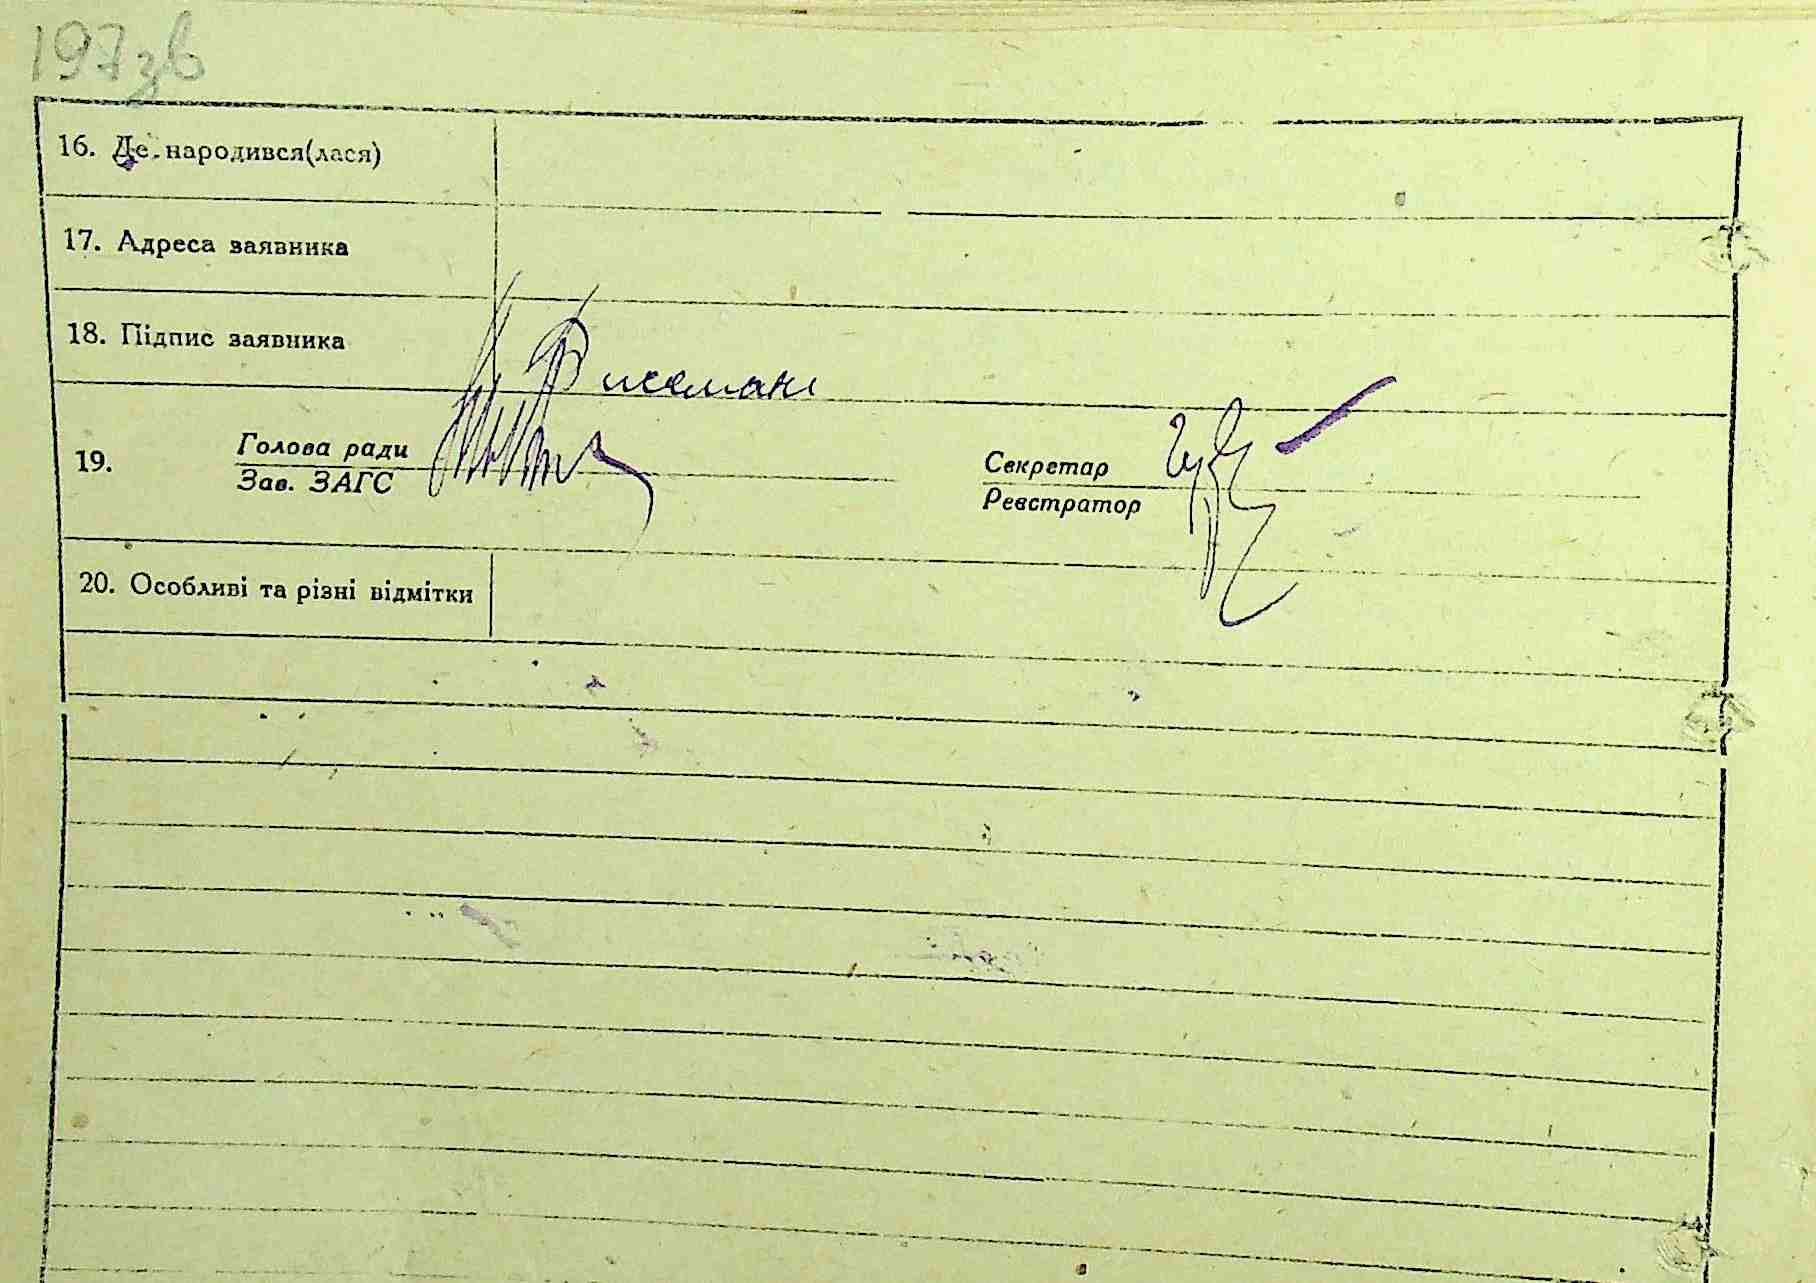 197зв
16. Де народився(лася)
17. Адреса заявника
18. Підпис заявника
19. Голова ради
Зав. ЗАГС
Секретар
Реєстратор
20. Особливі та різні відмітки